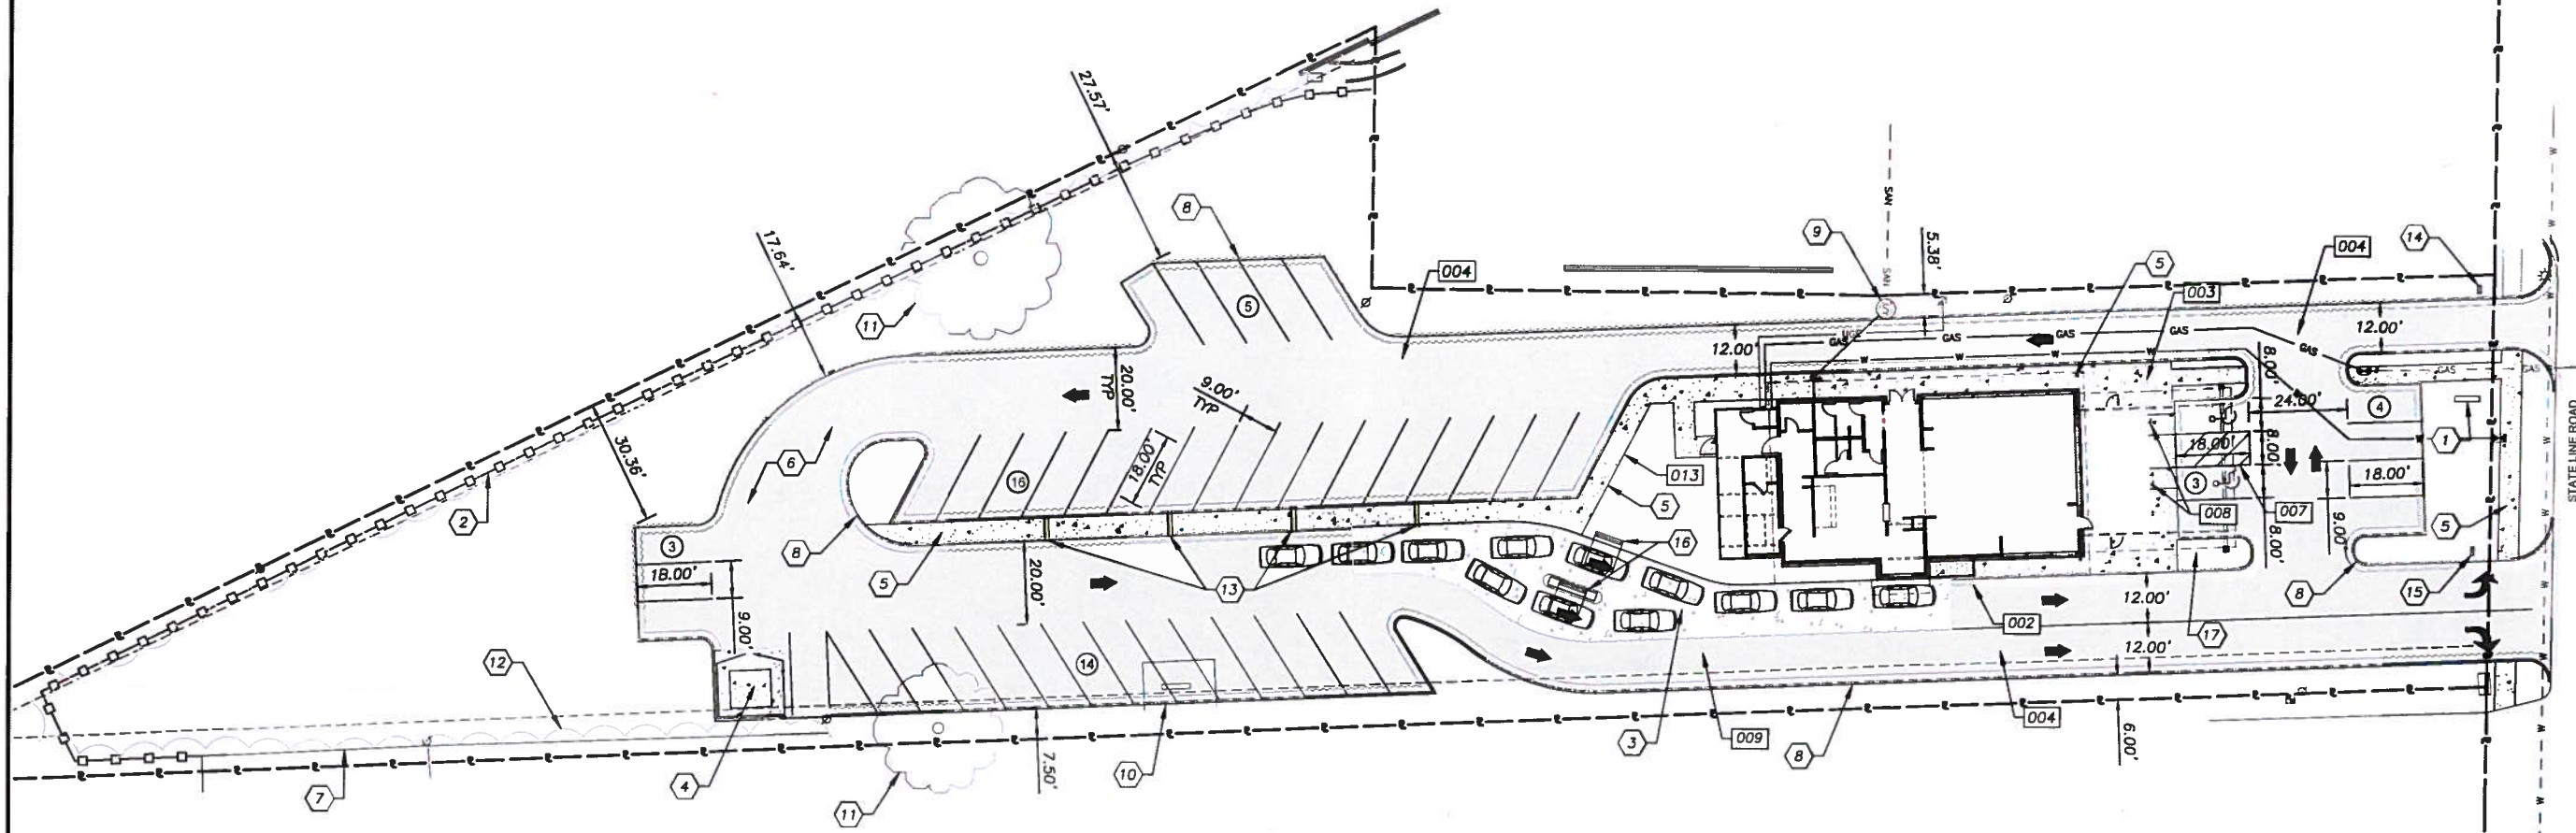 27.57'
17.64'
8
11
5
004
9
SAN
SAN
5.38'
5
003
004
14
12.00'
GAS
GAS
GAS
GAS
GAS
GAS
GAS
W
W
W
W
12.00'
8.00'
24.00'
4
1
8.00'
18.00'
18.00'
3
008
007
8.00'
9.00'
5
STATE LINE ROAD
20.00'
TYP
9.00'
TYP
18.00'
TYP
16
013
5
16
30.36'
6
2
3
18.00'
8
5
20.00'
13
9.00'
14
12
4
7
11
7.50'
10
3
009
8
004
6.00'
002
12.00'
12.00'
17
8
15
W
W
W
W